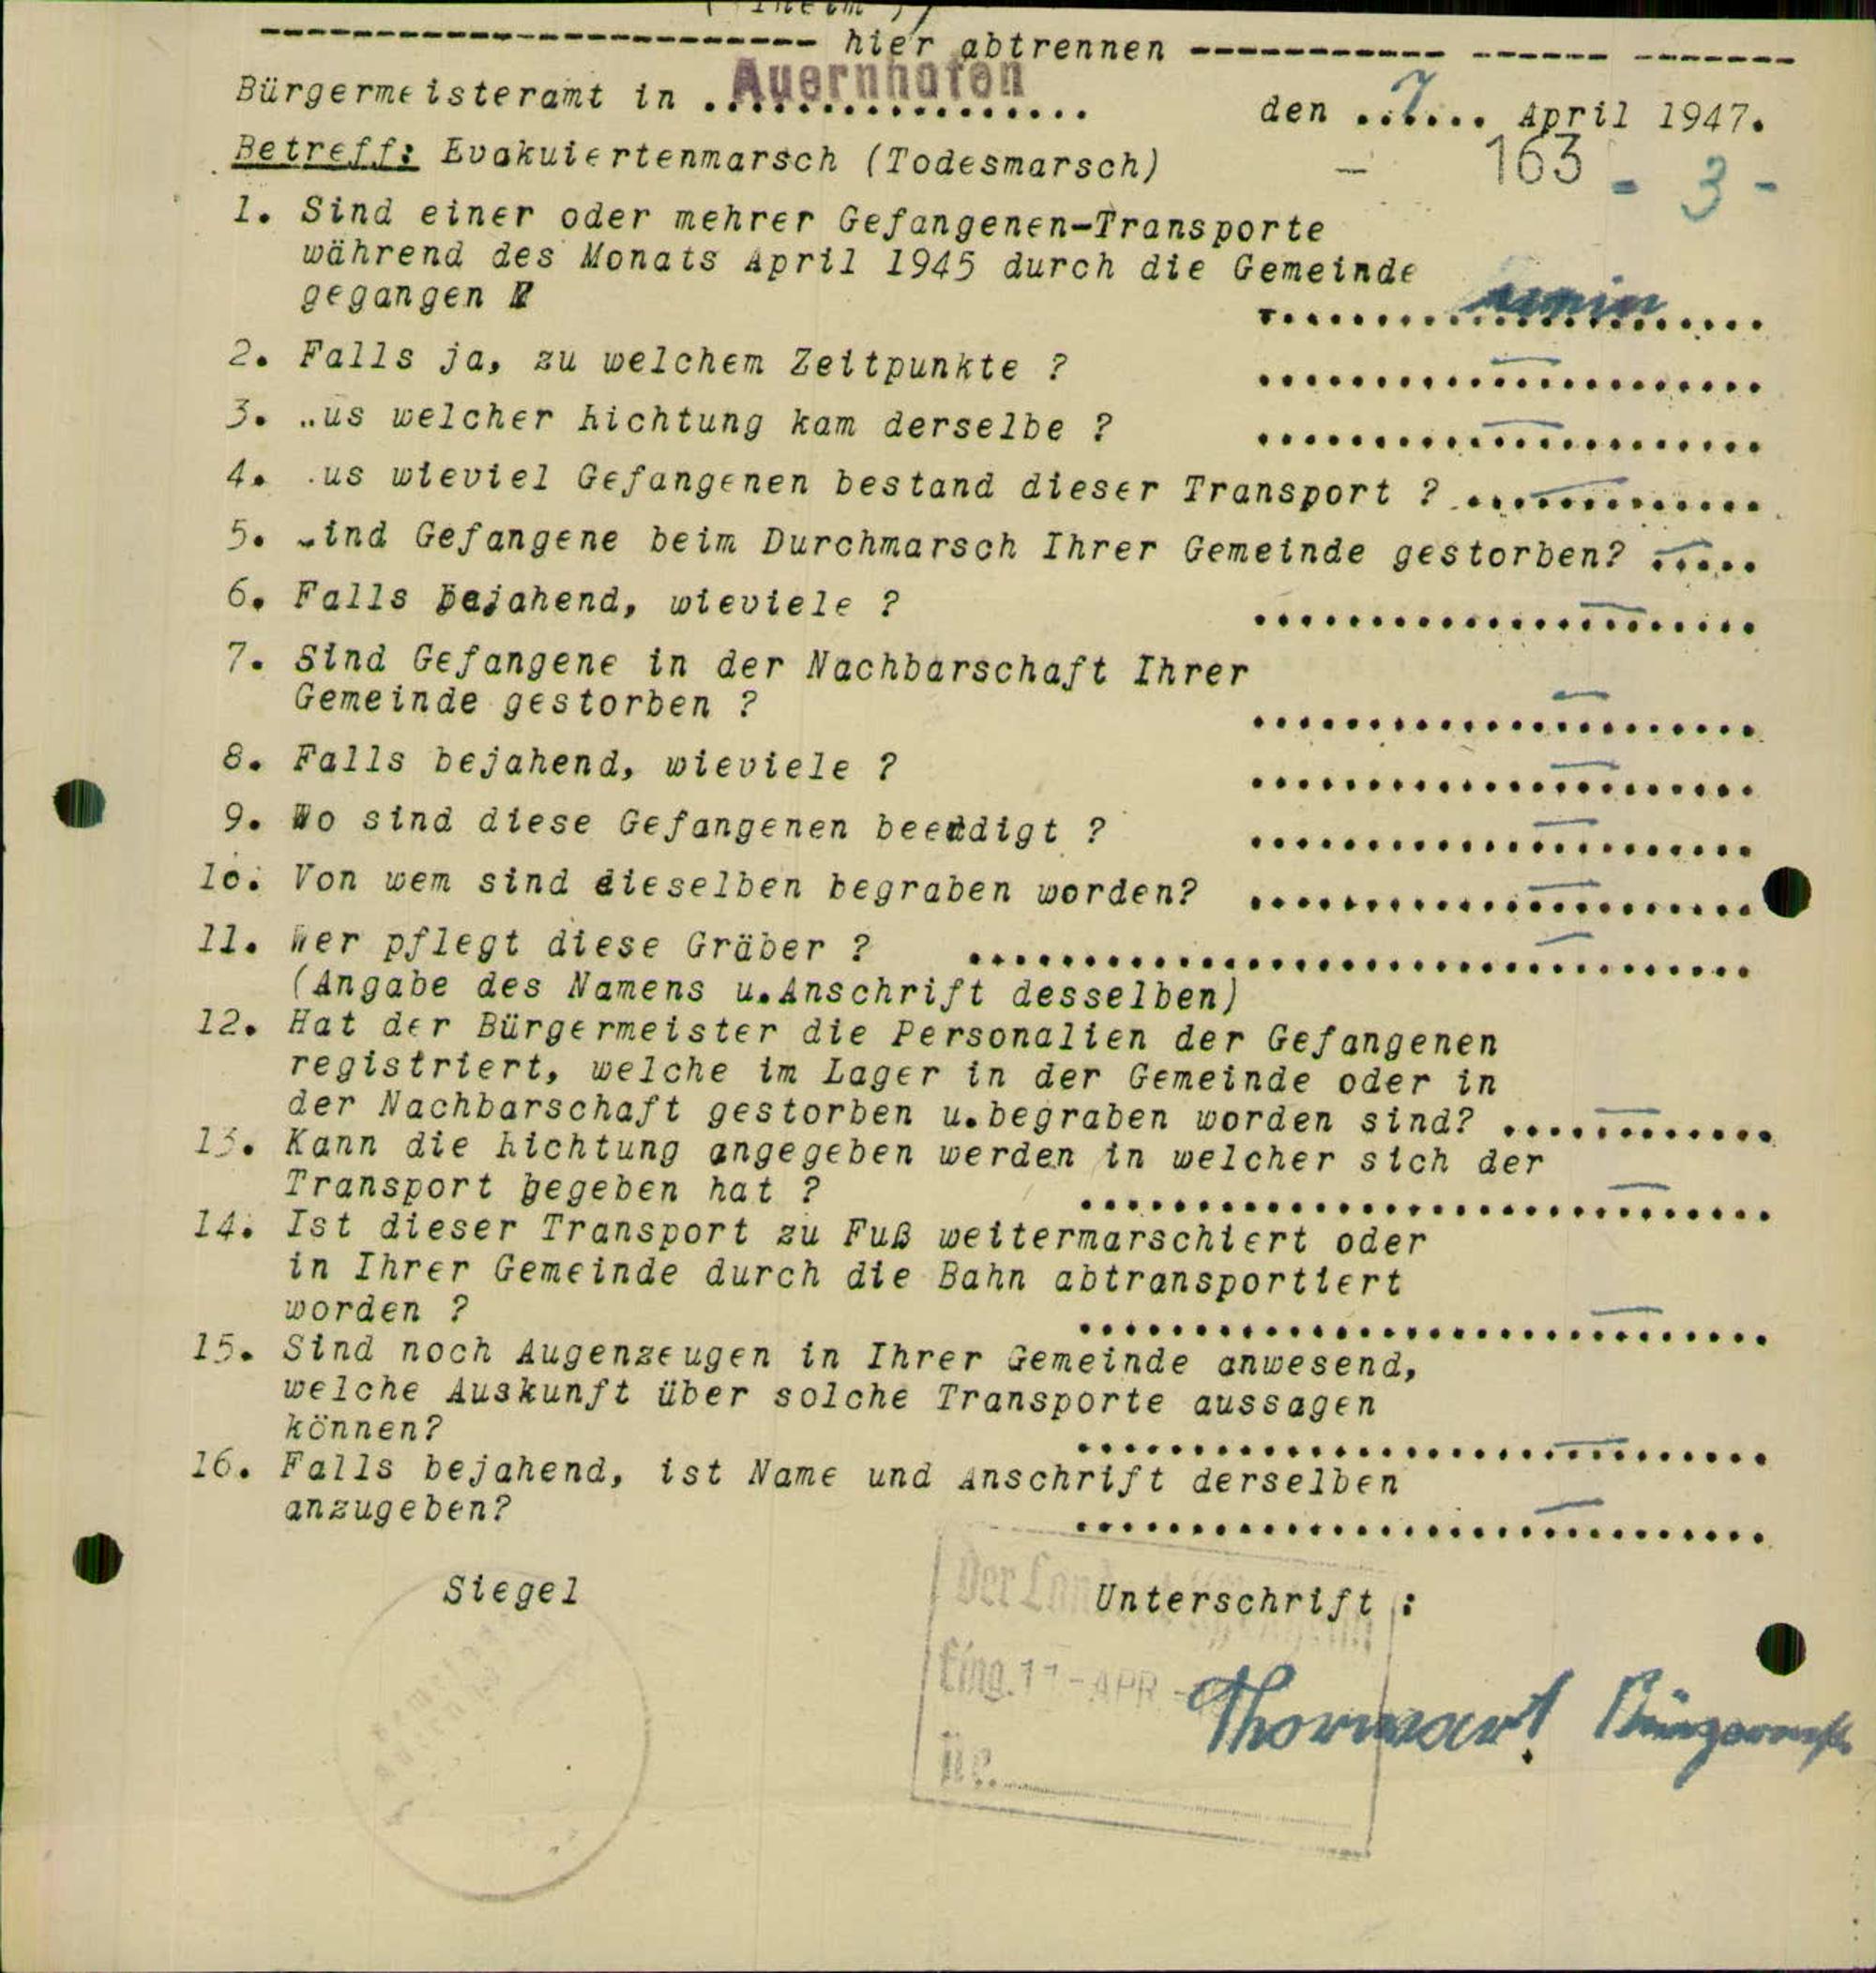 ---------------- hier abtrennen ----------- ------ -------
Bürgermeisteramt in .Auernhofen.
den ..7... April 1947.
Betreff: Evakuiertenmarsch (Todesmarsch)
— 163 - 3 -
1. Sind einer oder mehrer Gefangenen-Transporte
während des Monats April 1945 durch die Gemeinde
gegangen ?
2. Falls ja, zu welchem Zeitpunkte ? —
3. .us welcher Richtung kam derselbe ? —
4. .us wieviel Gefangenen bestand dieser Transport ? —
5. .ind Gefangene beim Durchmarsch Ihrer Gemeinde gestorben? —
6. Falls bejahend, wieviele ? —
7. Sind Gefangene in der Nachbarschaft Ihrer
Gemeinde gestorben ? —
8. Falls bejahend, wieviele ? —
9. Wo sind diese Gefangenen beerdigt ? —
10. Von wem sind dieselben begraben worden? —
11. Wer pflegt diese Gräber ? —
(Angabe des Namens u.Anschrift desselben)
12. Hat der Bürgermeister die Personalien der Gefangenen
registriert, welche im Lager in der Gemeinde oder in
der Nachbarschaft gestorben u.begraben worden sind? —
13. Kann die Richtung angegeben werden in welcher sich der
Transport begeben hat ? —
14. Ist dieser Transport zu Fuß weitermarschiert oder
in Ihrer Gemeinde durch die Bahn abtransportiert
worden ? —
15. Sind noch Augenzeugen in Ihrer Gemeinde anwesend,
welche Auskunft über solche Transporte aussagen
können? —
16. Falls bejahend, ist Name und Anschrift derselben
anzugeben? —
Siegel
Unterschrift :
Eing. 11-APR
Nr.